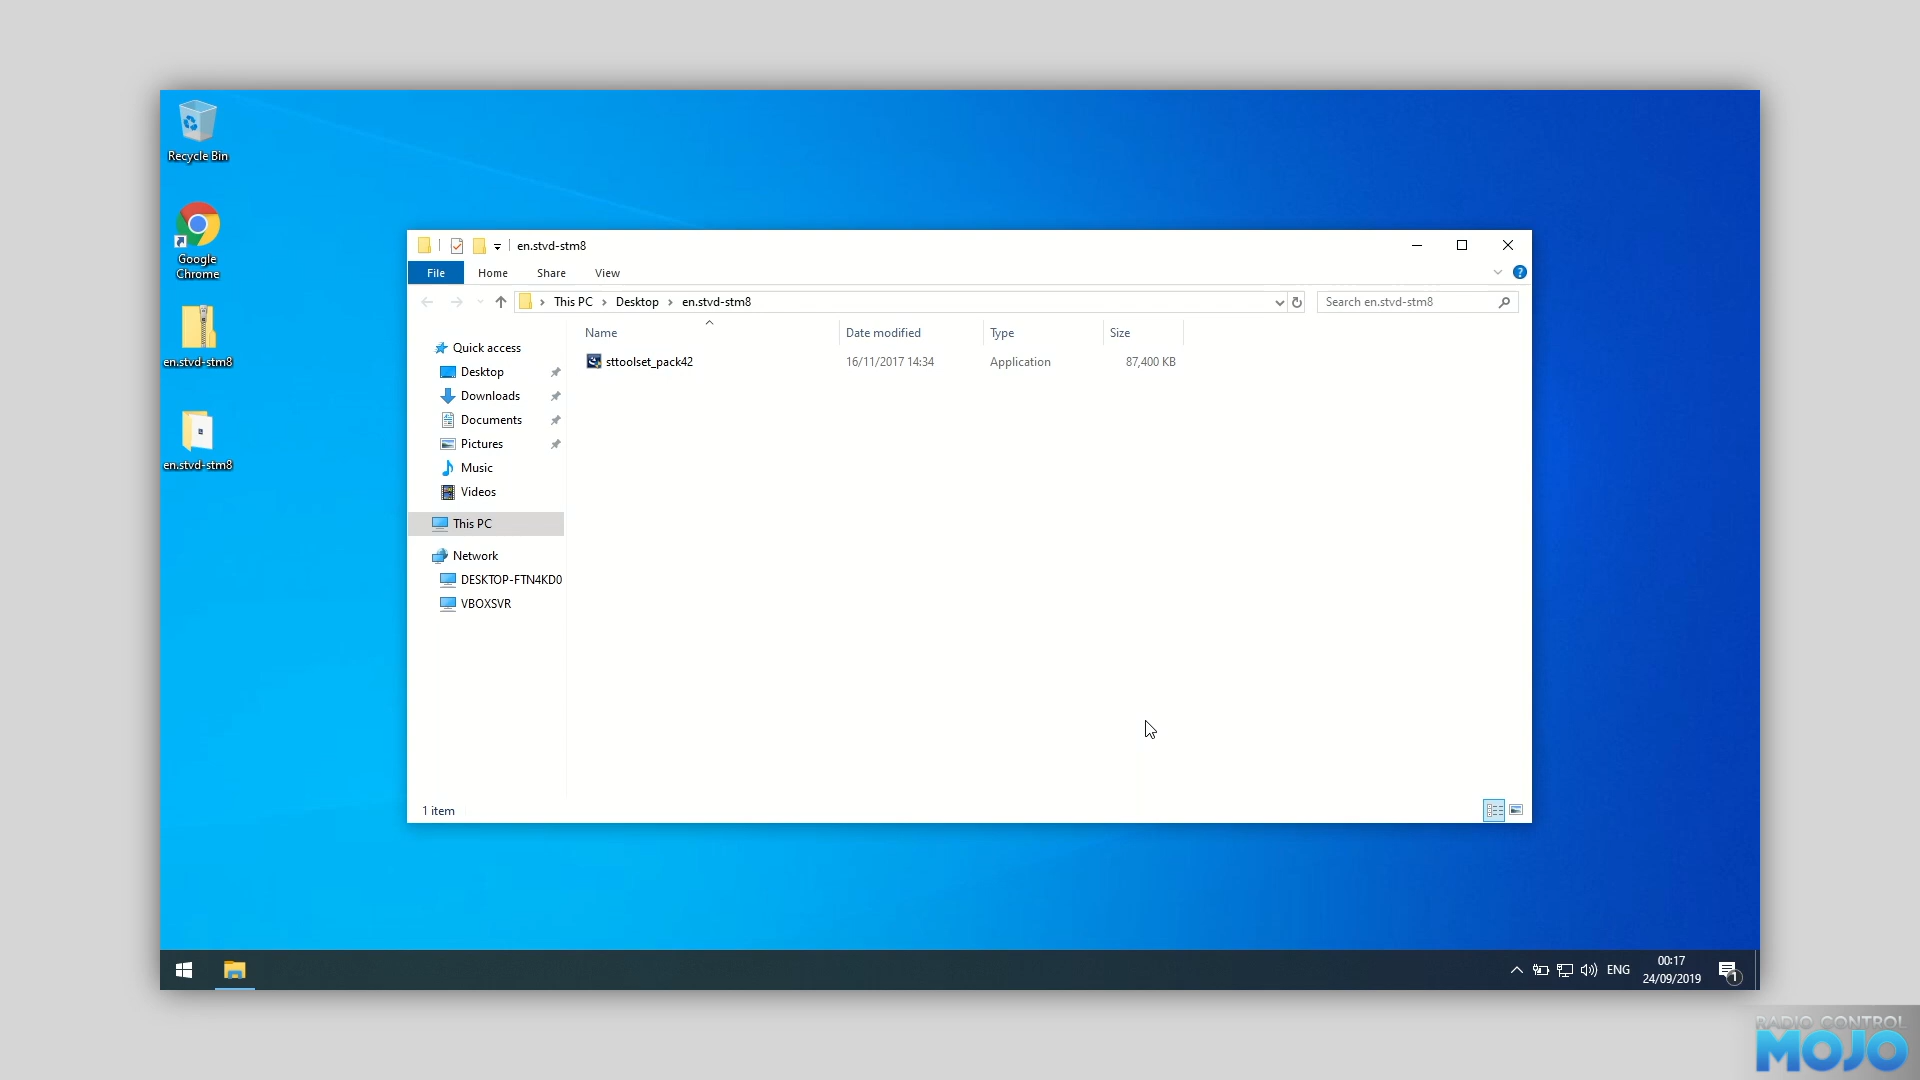 Recycle Bin
Google
Chrome
en.stvd-stm8
en.stvd-stm8
en.stvd-stm8
File Home Share View
This PC Desktop en.stvd-stm8
Search en.stvd-stm8
Name Date modified Type Size
sttoolset_pack42 16/11/2017 14:34 Application 87,400 KB
Quick access
Desktop
Downloads
Documents
Pictures
Music
Videos
This PC
Network
DESKTOP-FTN4KD0
VBOXSVR
1 item
ENG
00:17
24/09/2019
1
RADIO CONTROL
MOJO